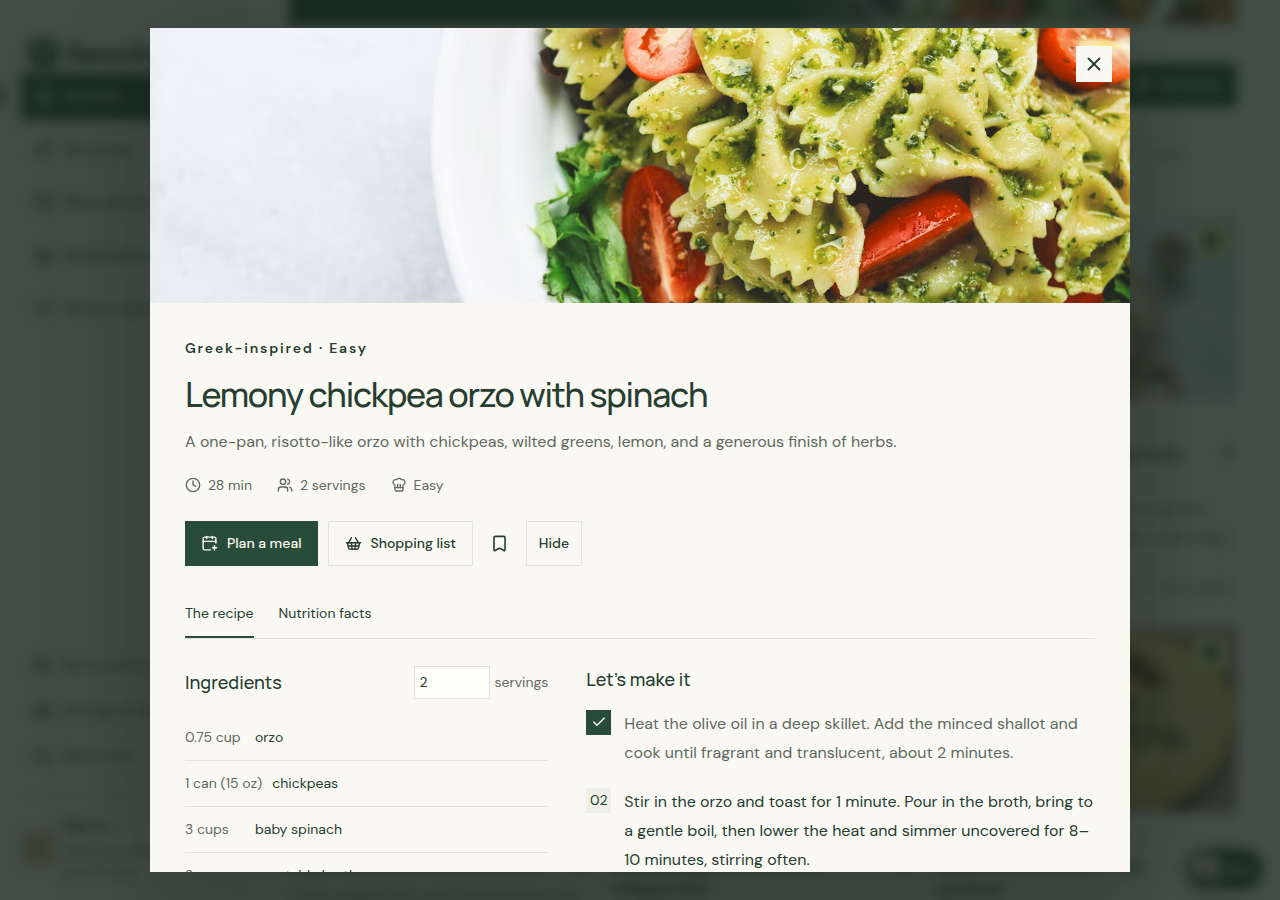 Greek-inspired · Easy
Lemony chickpea orzo with spinach
A one-pan, risotto-like orzo with chickpeas, wilted greens, lemon, and a generous finish of herbs.
28 min 2 servings Easy
Plan a meal Shopping list Hide
The recipe Nutrition facts
Ingredients 2 servings
0.75 cup orzo
1 can (15 oz) chickpeas
3 cups baby spinach
Let's make it
Heat the olive oil in a deep skillet. Add the minced shallot and
cook until fragrant and translucent, about 2 minutes.
02 Stir in the orzo and toast for 1 minute. Pour in the broth, bring to
a gentle boil, then lower the heat and simmer uncovered for 8–
10 minutes, stirring often.